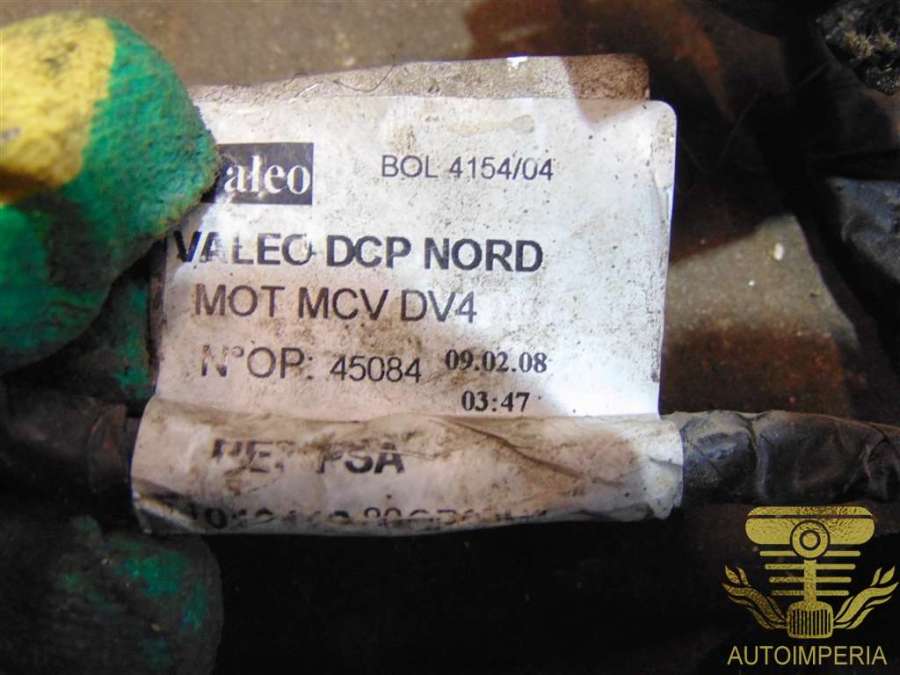 valeo
BOL 4154/04
VALEO DCP NORD
MOT MCV DV4
N°OP: 45084
09.02.08
03:47
PSA
AUTOIMPERIA